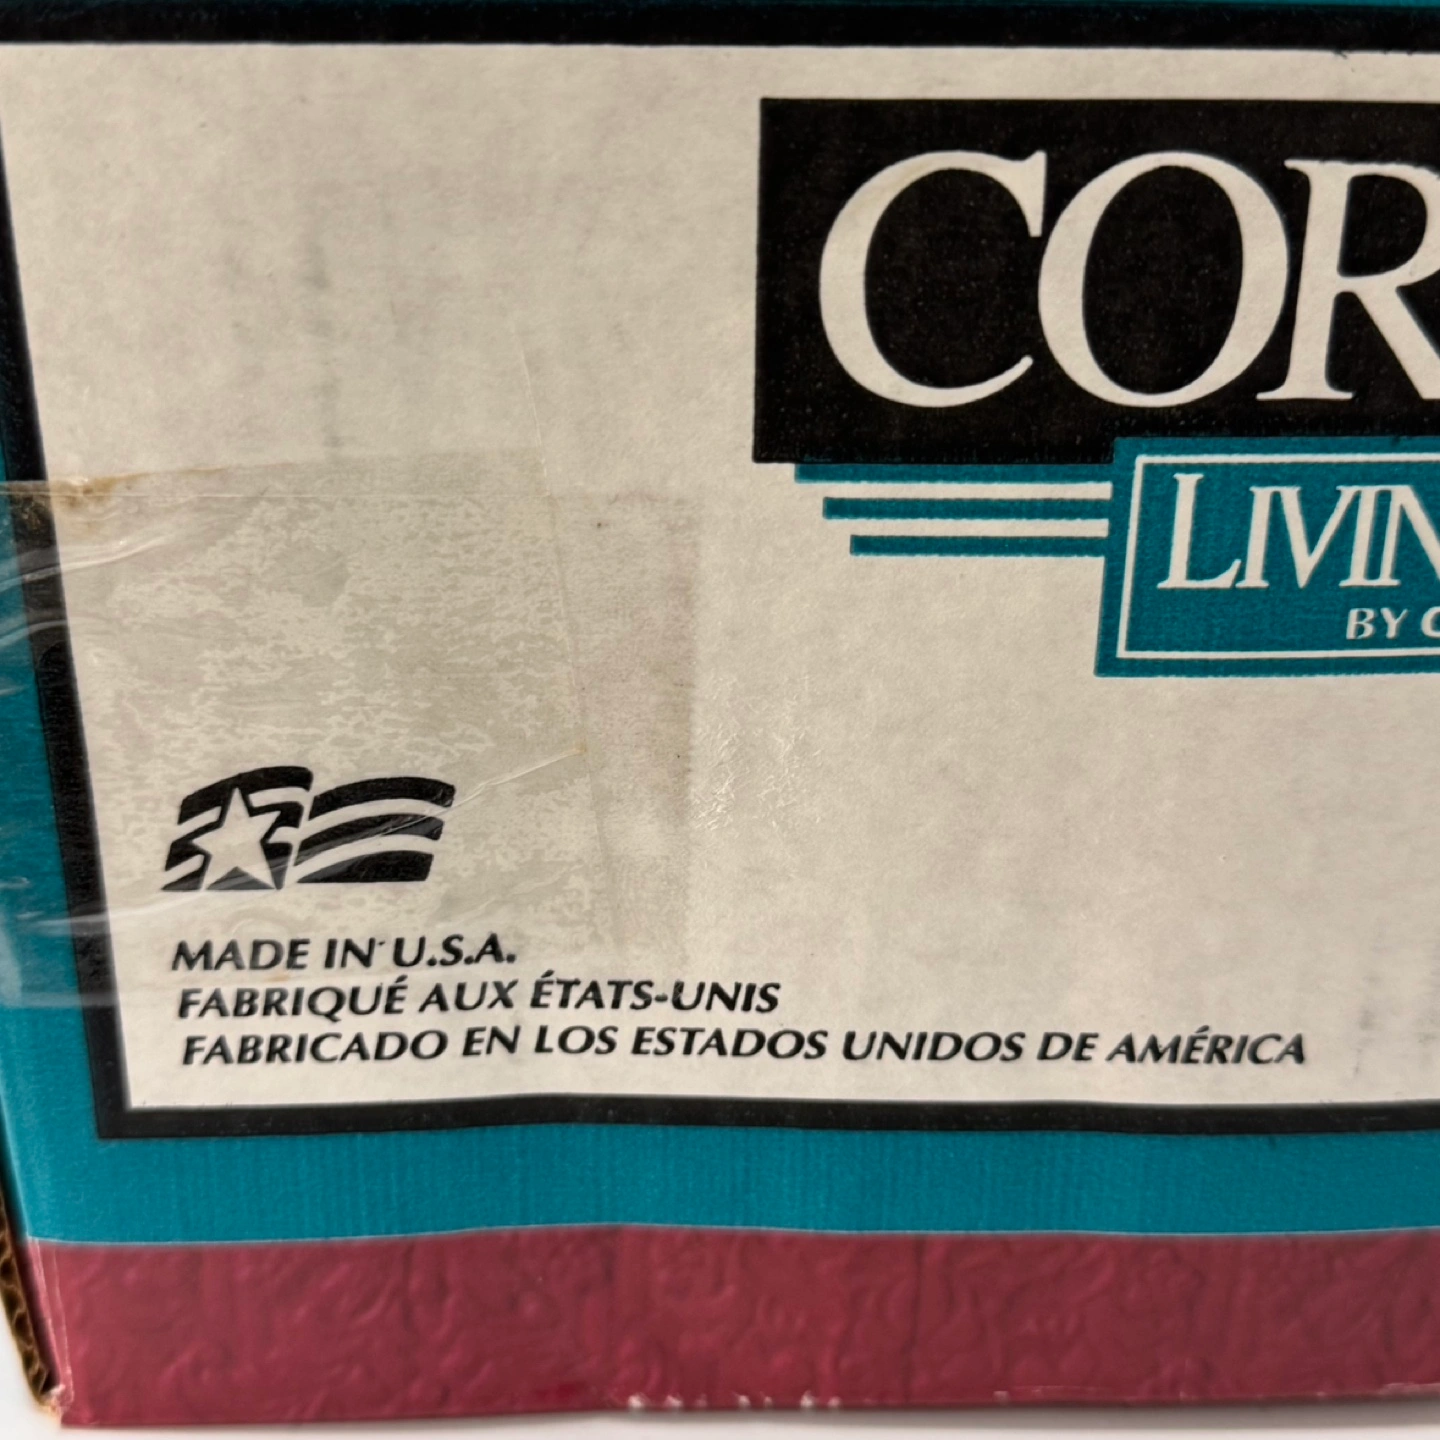 COR
LIVIN
BY C
MADE IN U.S.A.
FABRIQUÉ AUX ÉTATS-UNIS
FABRICADO EN LOS ESTADOS UNIDOS DE AMÉRICA